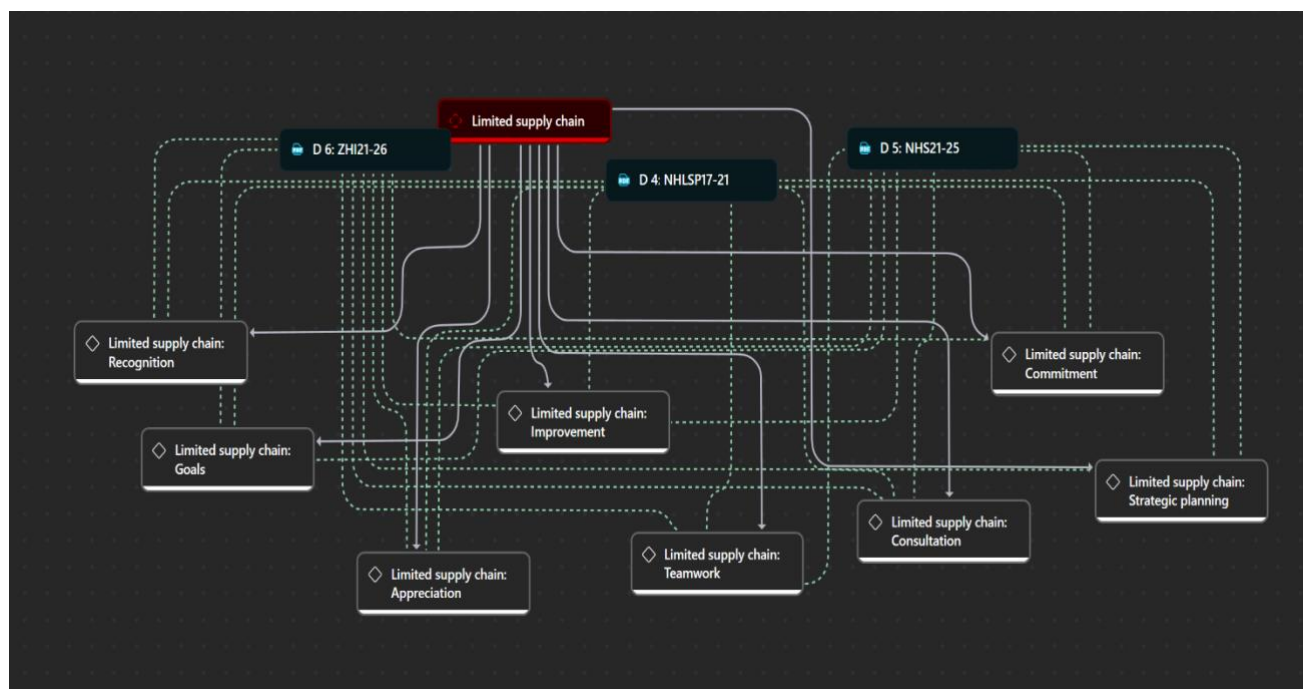 Limited supply chain
D 6: ZHI21-26
D 5: NHS21-25
D 4: NHLSP17-21
Limited supply chain:
Recognition
Limited supply chain:
Commitment
Limited supply chain:
Improvement
Limited supply chain:
Goals
Limited supply chain:
Strategic planning
Limited supply chain:
Consultation
Limited supply chain:
Teamwork
Limited supply chain:
Appreciation